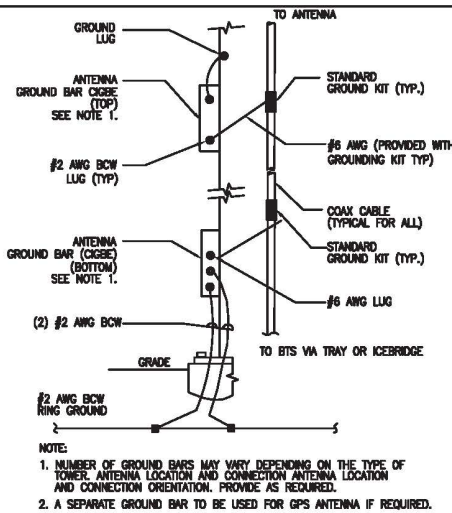 TO ANTENNA
GROUND
LUG
ANTENNA
GROUND BAR CIGBE
(TOP)
SEE NOTE 1.
STANDARD
GROUND KIT (TYP.)
#2 AWG BCW
LUG (TYP)
#6 AWG (PROVIDED WITH
GROUNDING KIT TYP)
COAX CABLE
(TYPICAL FOR ALL)
STANDARD
GROUND KIT (TYP.)
ANTENNA
GROUND BAR (CIGBE)
(BOTTOM)
SEE NOTE 1.
#6 AWG LUG
(2) #2 AWG BCW
TO BTS VIA TRAY OR ICEBRIDGE
GRADE
#2 AWG BCW
RING GROUND
NOTE:
1. NUMBER OF GROUND BARS MAY VARY DEPENDING ON THE TYPE OF
TOWER, ANTENNA LOCATION AND CONNECTION ANTENNA LOCATION
AND CONNECTION ORIENTATION. PROVIDE AS REQUIRED.
2. A SEPARATE GROUND BAR TO BE USED FOR GPS ANTENNA IF REQUIRED.